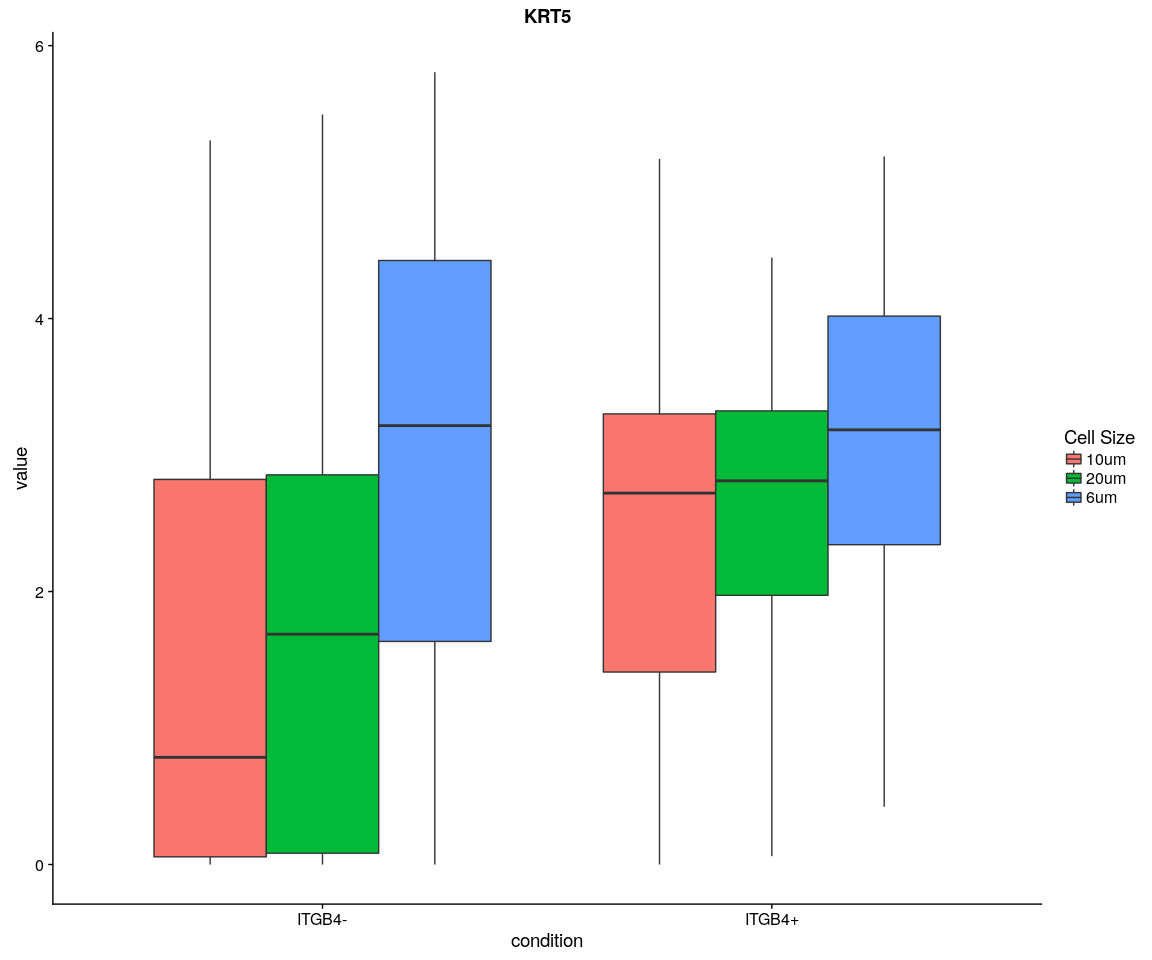 KRT5
6
4
2
0
value
ITGB4-
ITGB4+
condition
Cell Size
10um
20um
6um